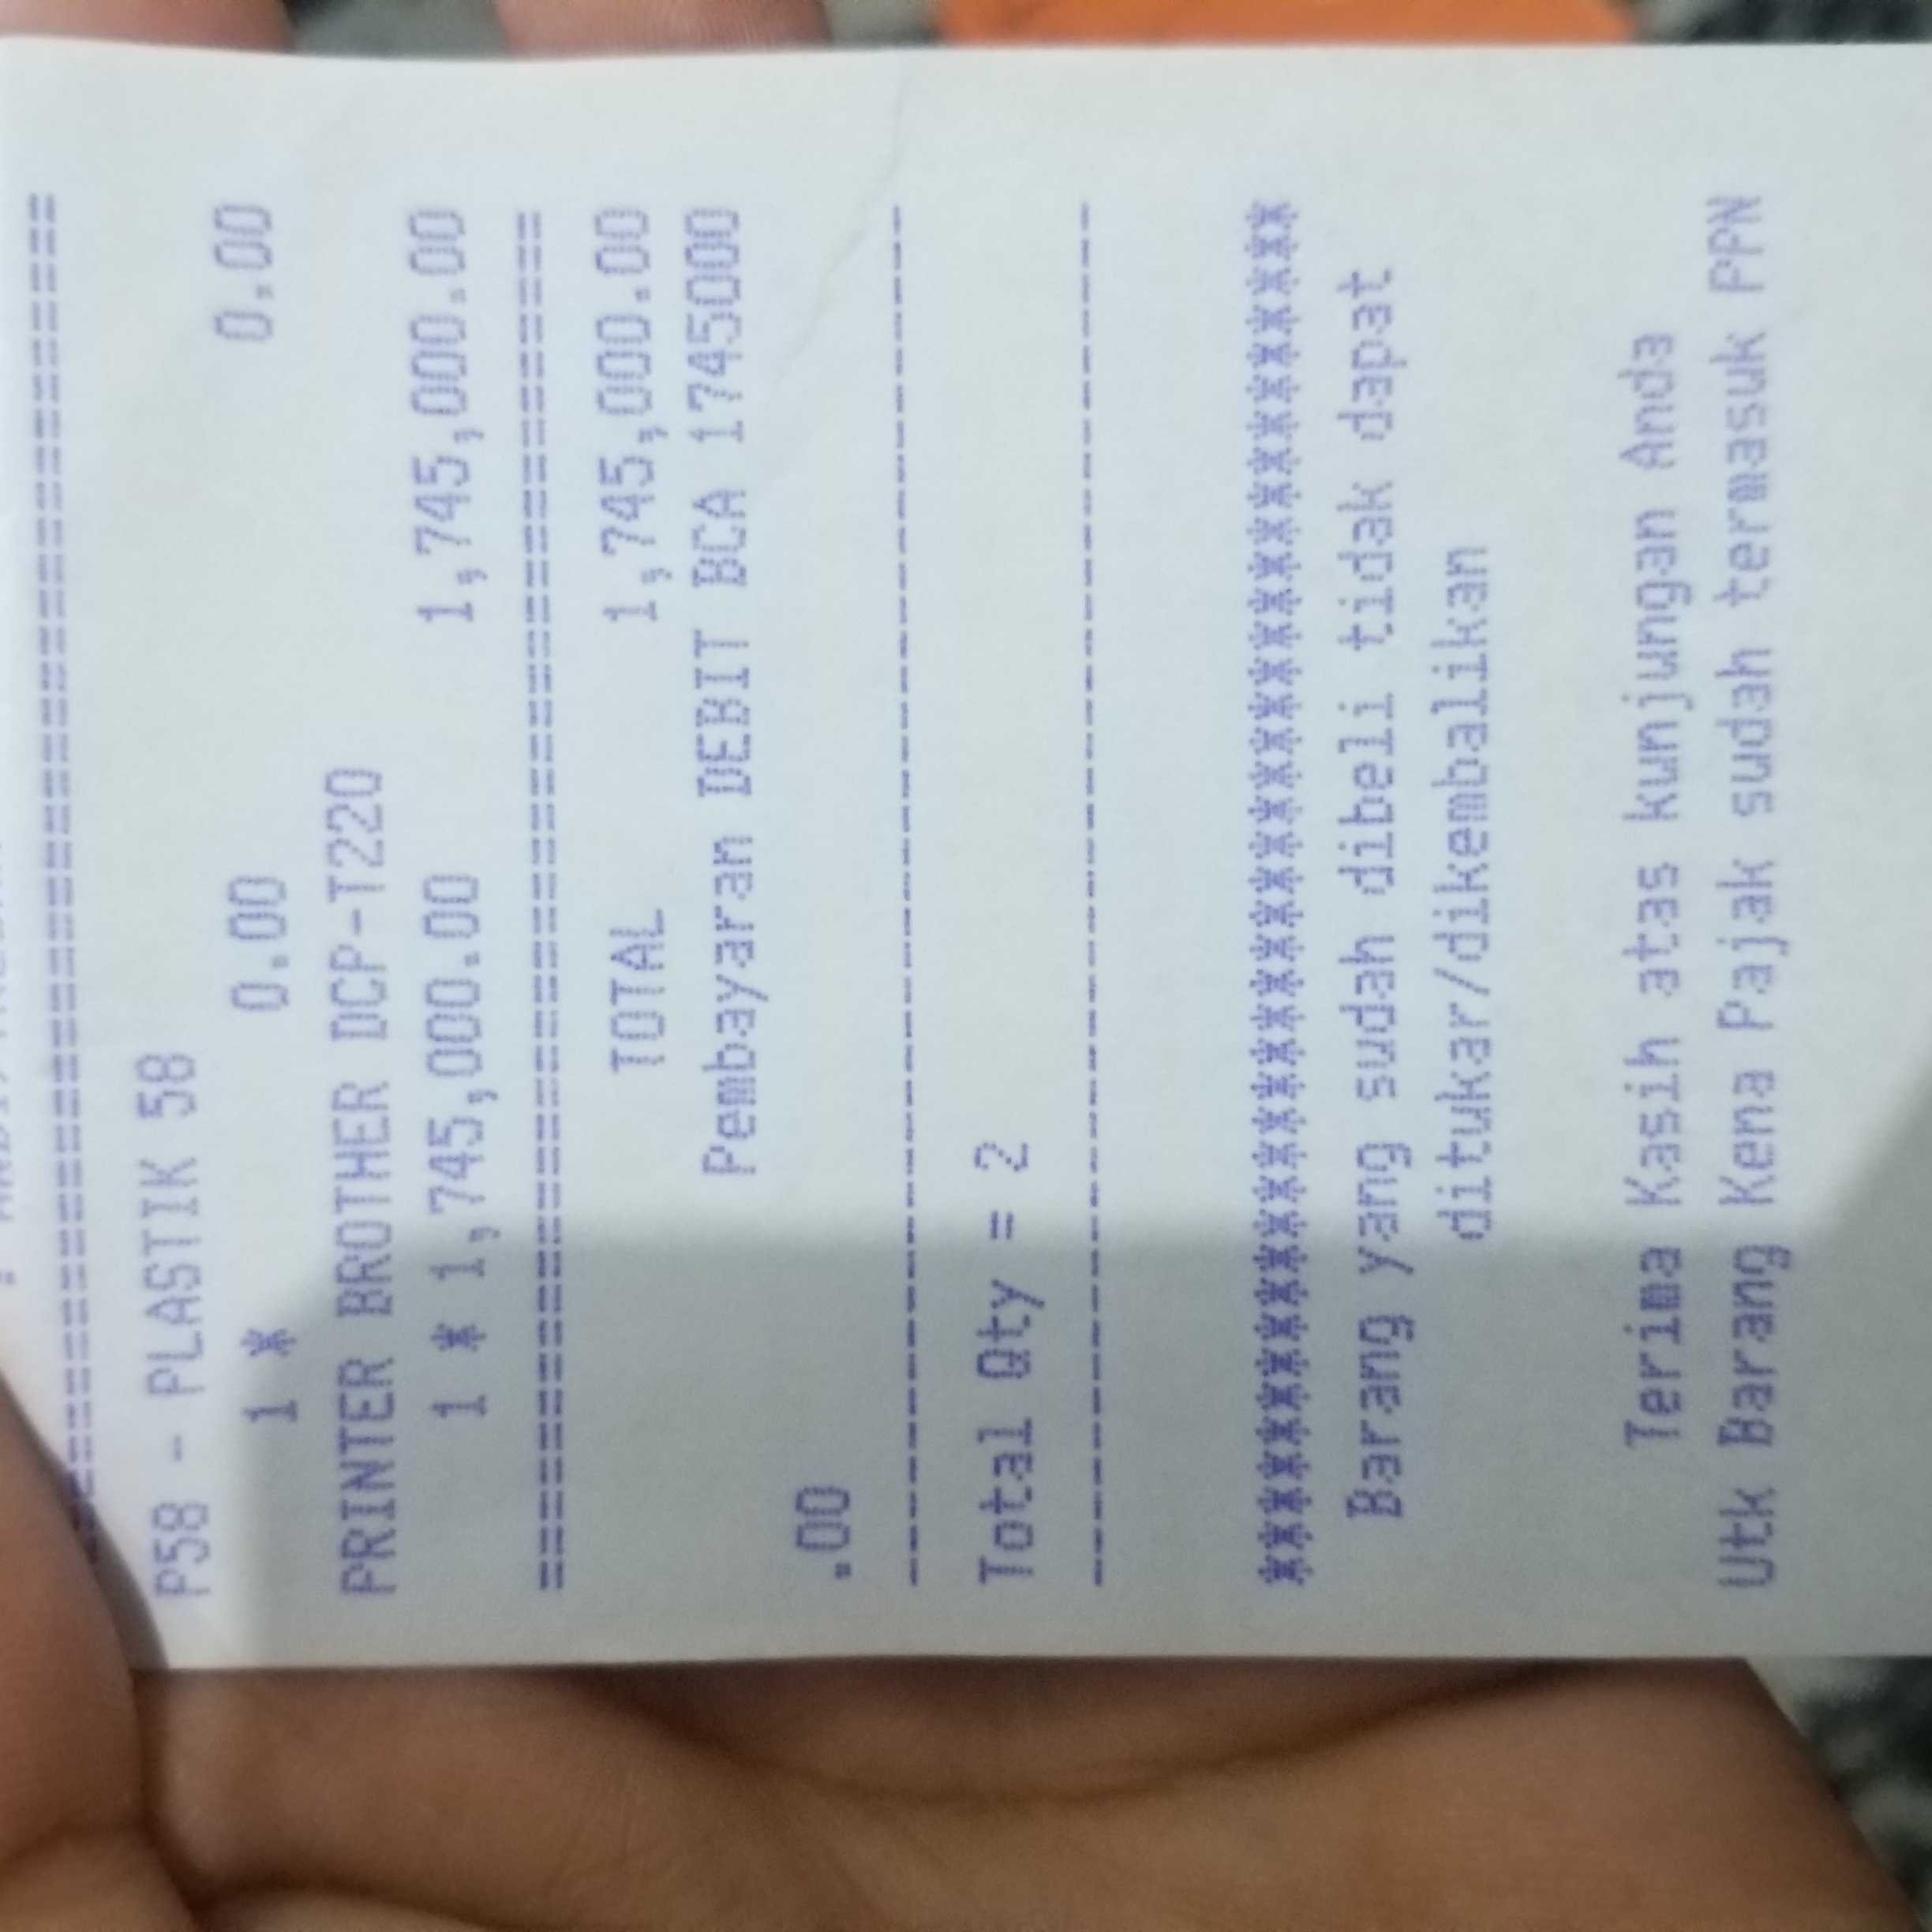 ================================
P58 - PLASTIK 58
1 * 0.00 0.00
PRINTER BROTHER DCP-T220
1 * 1,745,000.00 1,745,000.00
================================
TOTAL 1,745,000.00
Pembayaran DEBIT BCA 1745000
.00
--------------------------------
Total Qty = 2
--------------------------------
********************************
Barang yang sudah dibeli tidak dapat
ditukar/dikembalikan
Terima Kasih atas kunjungan Anda
Utk Barang Kena Pajak sudah termasuk PPN